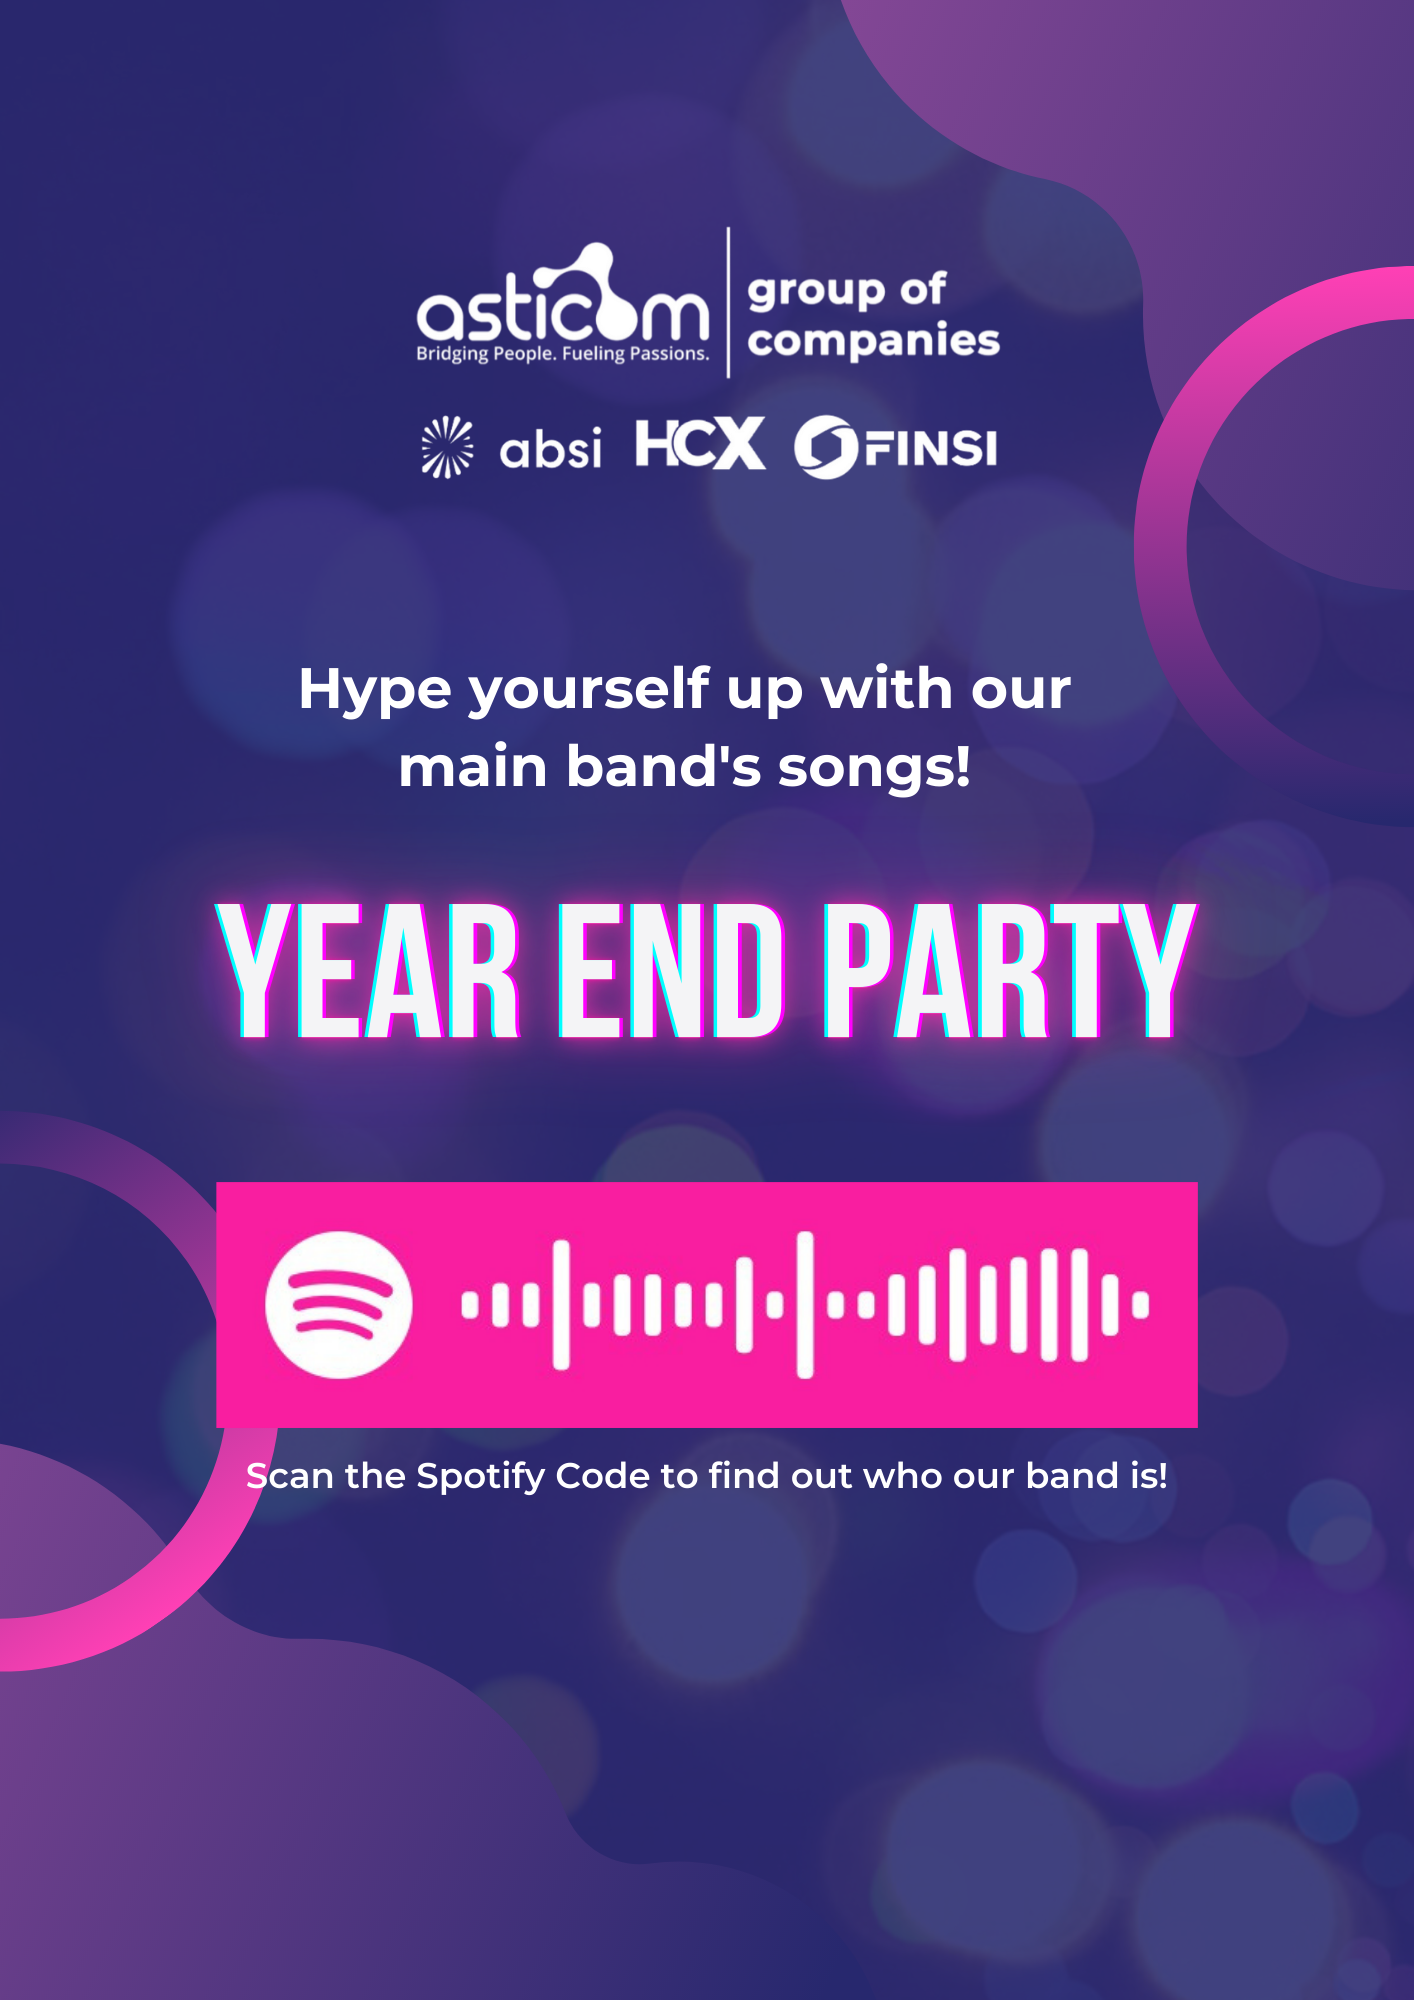 asticom
Bridging People. Fueling Passions.
group of
companies
absi HCX FINSI
Hype yourself up with our
main band's songs!
YEAR END PARTY
Scan the Spotify Code to find out who our band is!